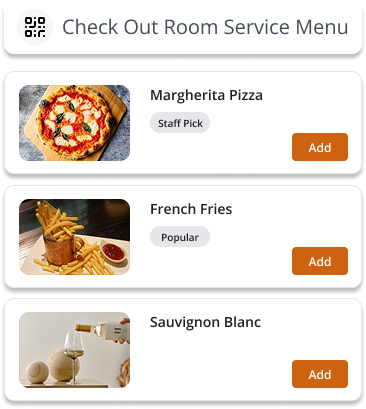 Check Out Room Service Menu
Margherita Pizza
Staff Pick
Add
French Fries
Popular
Add
Sauvignon Blanc
Add